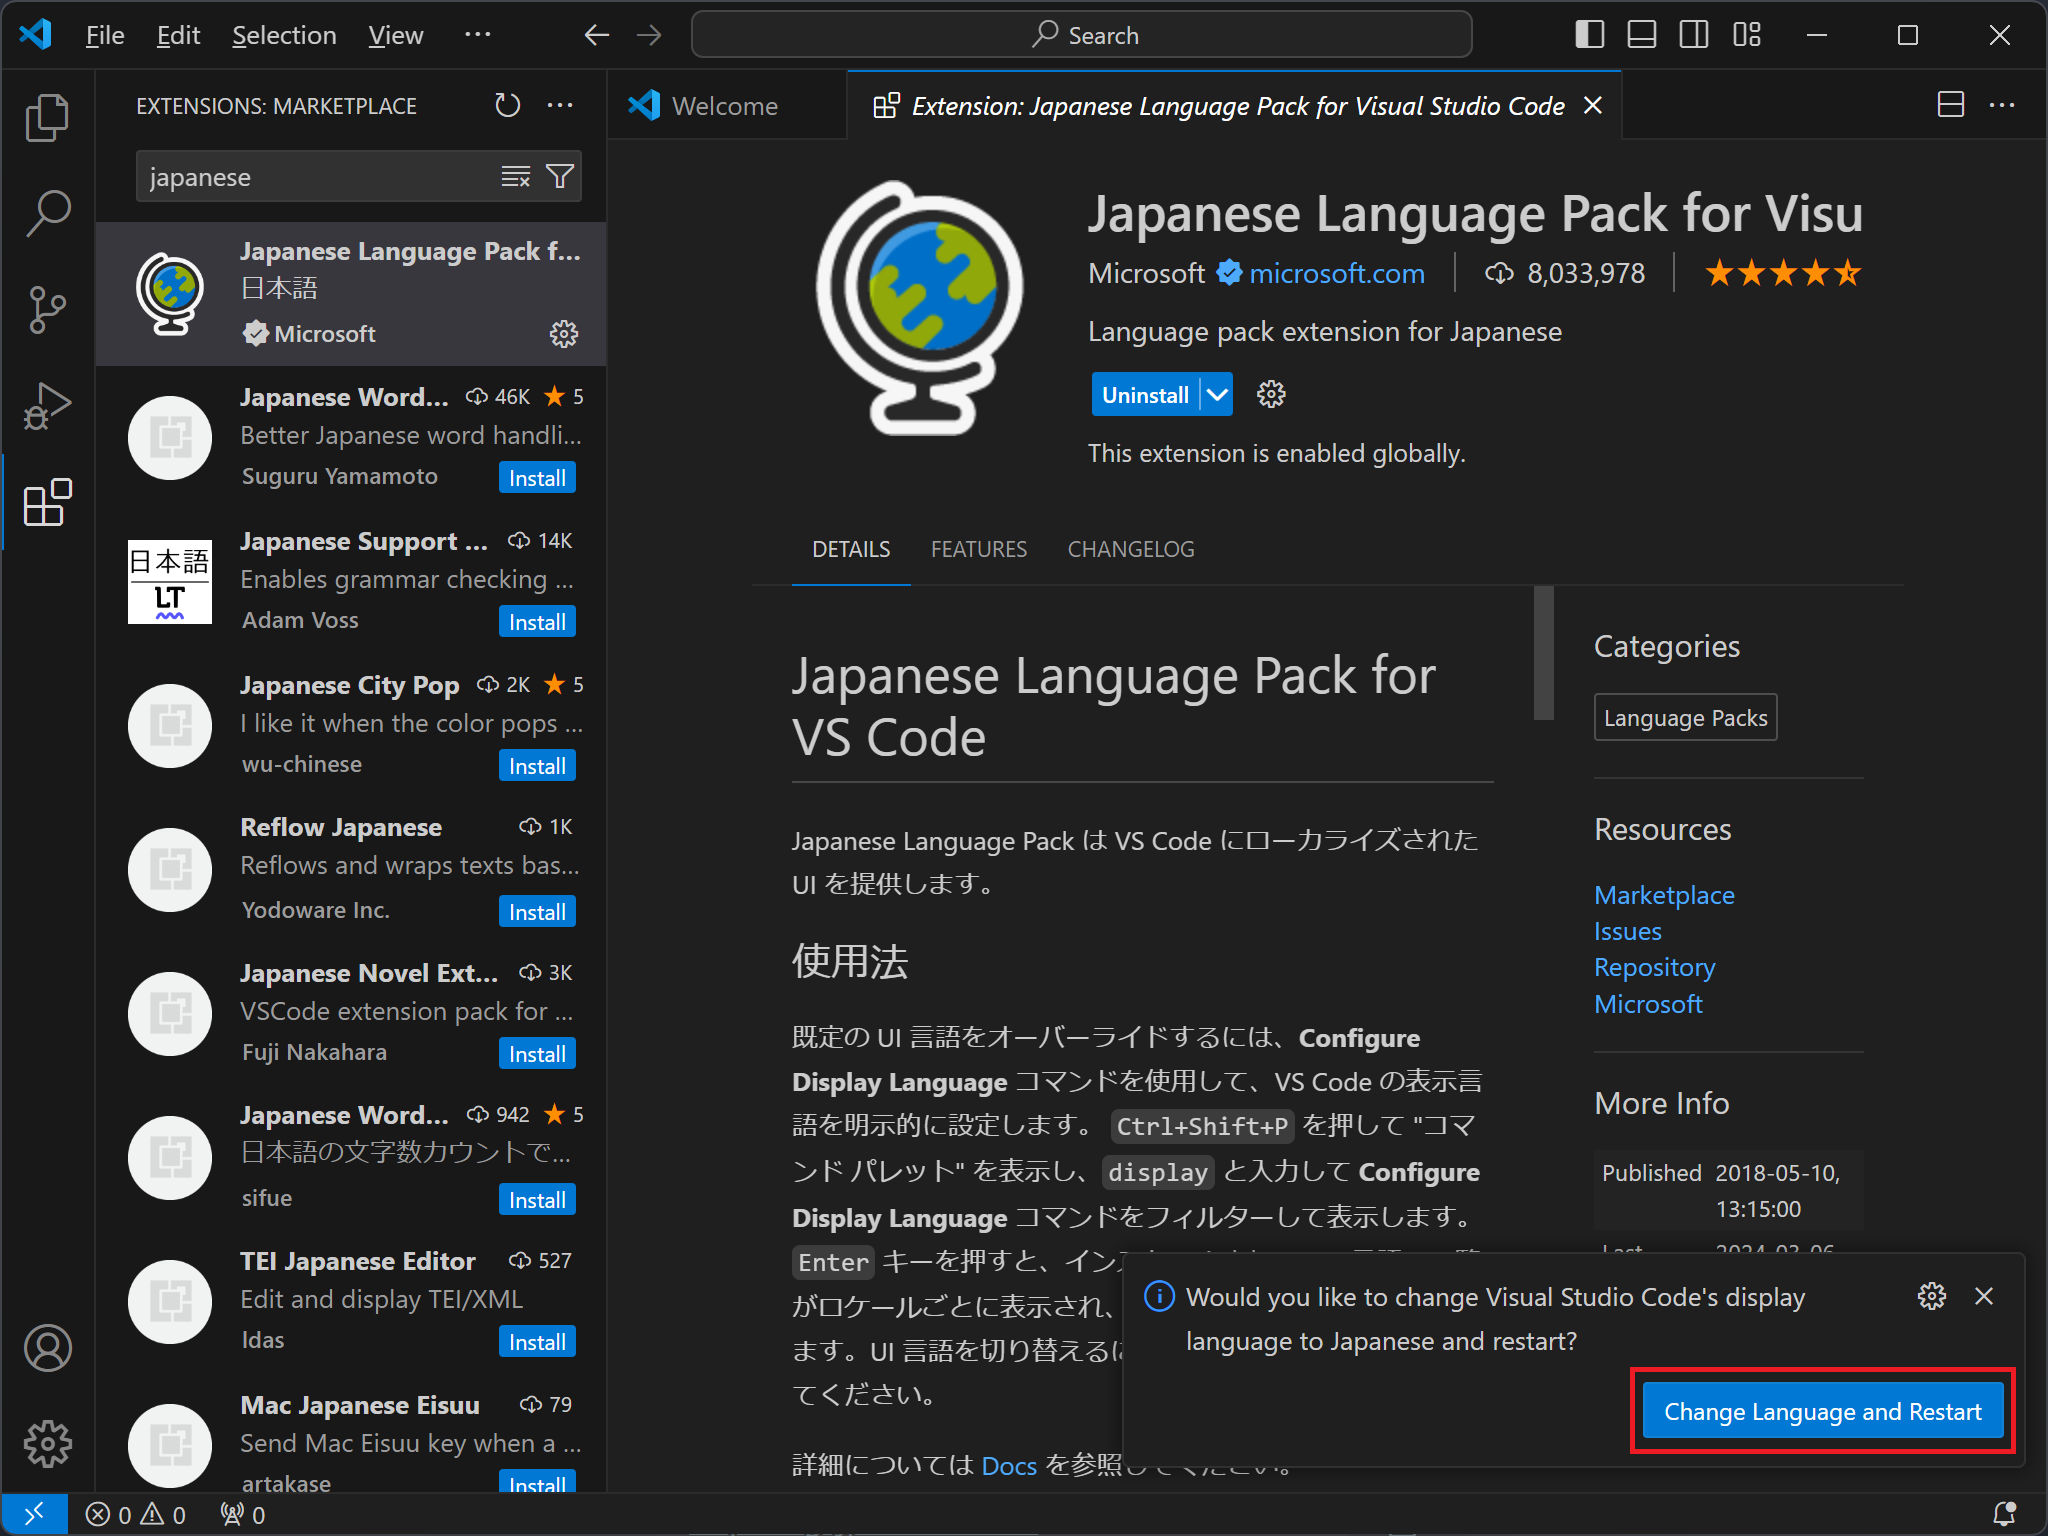 File Edit Selection View ··· Search
EXTENSIONS: MARKETPLACE
japanese
Japanese Language Pack f...
日本語
Microsoft
Japanese Word... 46K 5
Better Japanese word handli...
Suguru Yamamoto Install
日本語
LT
Japanese Support ... 14K
Enables grammar checking ...
Adam Voss Install
Japanese City Pop 2K 5
I like it when the color pops ...
wu-chinese Install
Reflow Japanese 1K
Reflows and wraps texts bas...
Yodoware Inc. Install
Japanese Novel Ext... 3K
VSCode extension pack for ...
Fuji Nakahara Install
Japanese Word... 942 5
日本語の文字数カウントで...
sifue Install
TEI Japanese Editor 527
Edit and display TEI/XML
ldas Install
Mac Japanese Eisuu 79
Send Mac Eisuu key when a ...
artakase Install
Welcome
Extension: Japanese Language Pack for Visual Studio Code
Japanese Language Pack for Visu
Microsoft microsoft.com 8,033,978
Language pack extension for Japanese
Uninstall
This extension is enabled globally.
DETAILS FEATURES CHANGELOG
Japanese Language Pack for
VS Code
Japanese Language Pack は VS Code にローカライズされた
UI を提供します。
使用法
既定の UI 言語をオーバーライドするには、Configure
Display Language コマンドを使用して、VS Code の表示言
語を明示的に設定します。 Ctrl+Shift+P を押して "コマ
ンド パレット" を表示し、display と入力して Configure
Display Language コマンドをフィルターして表示します。
Enter キーを押すと、イン
がロケールごとに表示され、
ます。UI 言語を切り替えるに
てください。
詳細については Docs を参照してください。
Categories
Language Packs
Resources
Marketplace
Issues
Repository
Microsoft
More Info
Published 2018-05-10,
13:15:00
Last 2024-03-06
Would you like to change Visual Studio Code's display
language to Japanese and restart?
Change Language and Restart
0 0 0